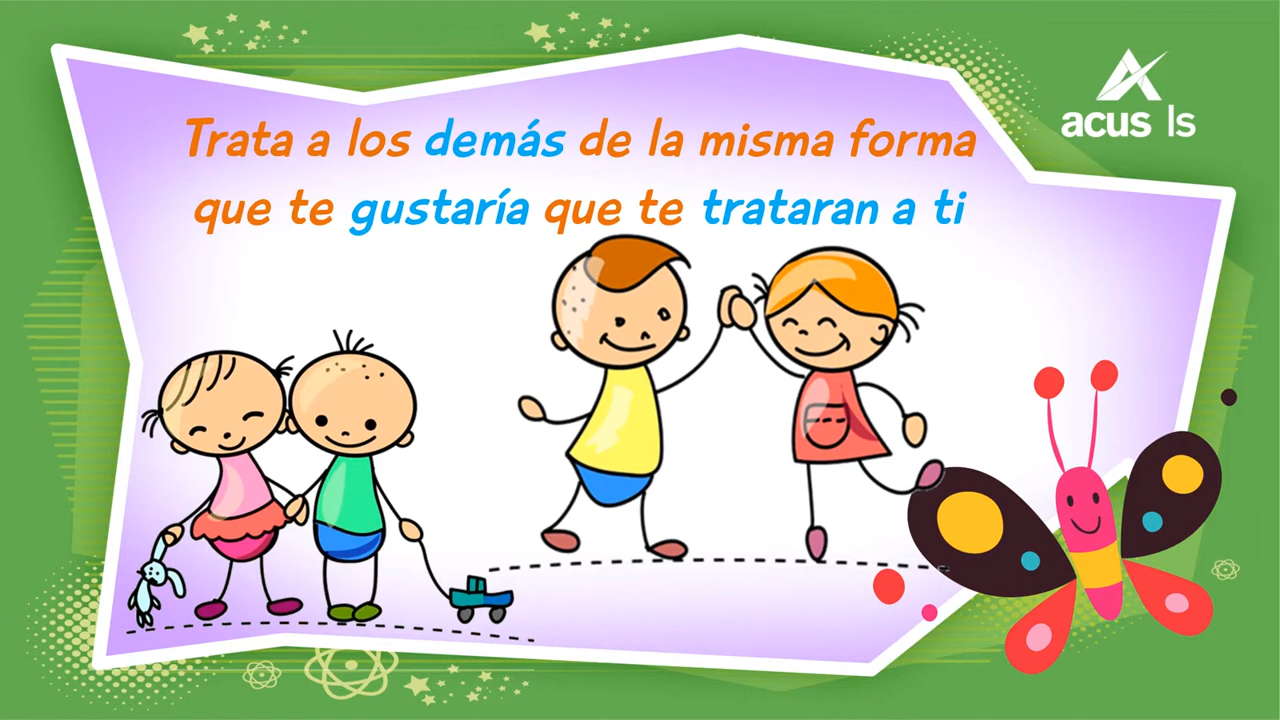 Trata a los demás de la misma forma
que te gustaría que te trataran a ti
acus ls